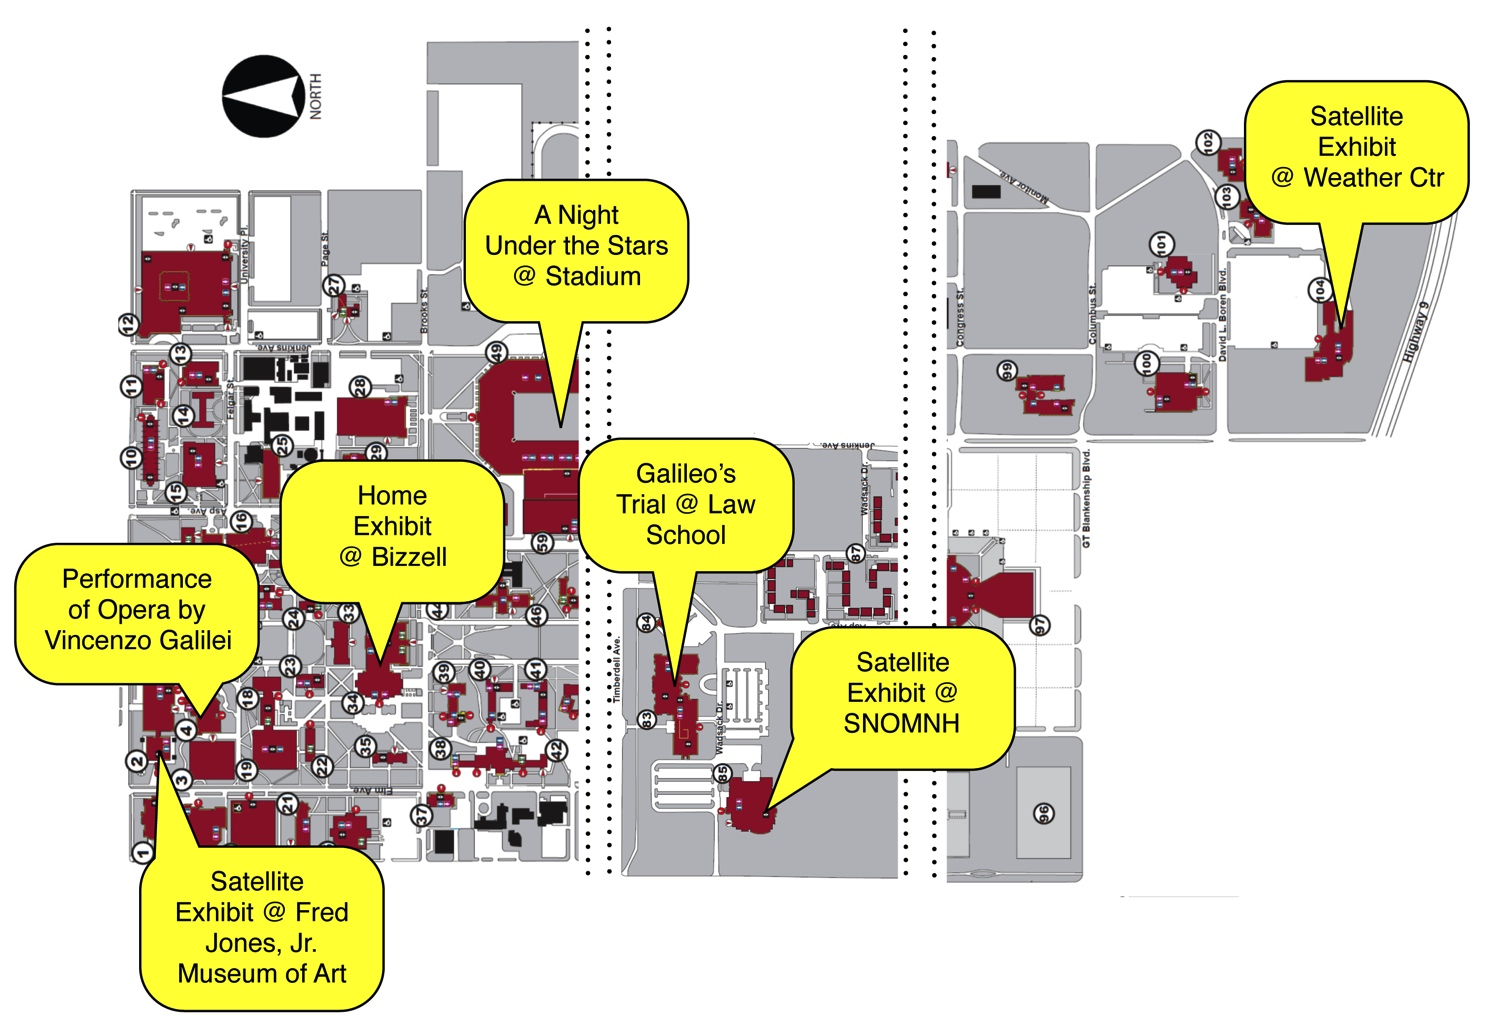 NORTH
Satellite
Exhibit
@ Weather Ctr
A Night
Under the Stars
@ Stadium
Home
Exhibit
@ Bizzell
Galileo's
Trial @ Law
School
Performance
of Opera by
Vincenzo Galilei
Satellite
Exhibit @
SNOMNH
Satellite
Exhibit @ Fred
Jones, Jr.
Museum of Art
University Pl.
Page St.
Brooks St.
Jenkins Ave.
Felgar St.
Asp Ave.
Elm Ave.
Timberdell Ave.
Wadsack Dr.
Jenkins Ave.
Wadsack Dr.
Asp Ave.
Monitor Ave.
Congress St.
Columbus St.
David L. Boren Blvd.
GT Blankenship Blvd.
Highway 9
12
27
13
49
11
28
14
10
25
29
15
16
59
24
33
44
46
23
39
40
41
18
34
4
2
35
38
42
3
19
22
21
37
1
84
83
85
87
102
103
101
104
99
100
97
96